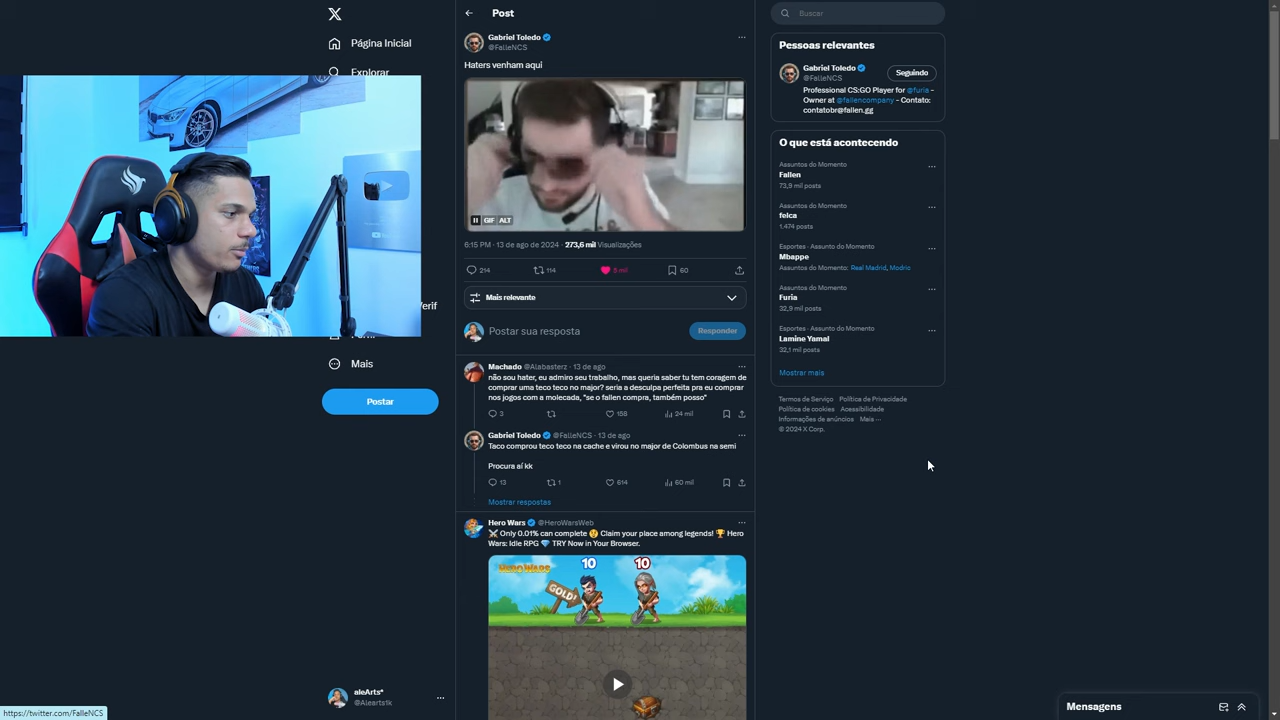 Página Inicial
Explorar
Verif
Mais
Postar
aleArts*
@Aleartstk
https://twitter.com/FalleNCS
Post
Gabriel Toledo
@FalleNCS
Haters venham aqui
GIF ALT
6:15 PM · 13 de ago de 2024 · 273,6 mil Visualizações
214 114 5 mil 60
Mais relevante
Postar sua resposta
Responder
Machado @Alabasterz · 13 de ago
não sou hater, eu admiro seu trabalho, mas queria saber tu tem coragem de
comprar uma teco teco no major? seria a desculpa perfeita pra eu comprar
nos jogos com a molecada, "se o fallen compra, também posso"
3 158 24 mil
Gabriel Toledo @FalleNCS · 13 de ago
Taco comprou teco teco na cache e virou no major de Colombus na semi
Procura aí kk
13 1 614 60 mil
Mostrar respostas
Hero Wars @HeroWarsWeb
Only 0.01% can complete Claim your place among legends! Hero
Wars: Idle RPG TRY Now in Your Browser.
HERO WARS
10 10
GOLD!
Buscar
Pessoas relevantes
Gabriel Toledo
@FalleNCS
Seguindo
Professional CS:GO Player for @furia -
Owner at @fallencompany - Contato:
contatobr@fallen.gg
O que está acontecendo
Assuntos do Momento
Fallen
73,9 mil posts
Assuntos do Momento
felca
1.474 posts
Esportes · Assunto do Momento
Mbappe
Assuntos do Momento: Real Madrid, Modric
Assuntos do Momento
Furia
32,9 mil posts
Esportes · Assunto do Momento
Lamine Yamal
32,1 mil posts
Mostrar mais
Termos de Serviço Política de Privacidade
Política de cookies Acessibilidade
Informações de anúncios Mais ···
© 2024 X Corp.
Mensagens